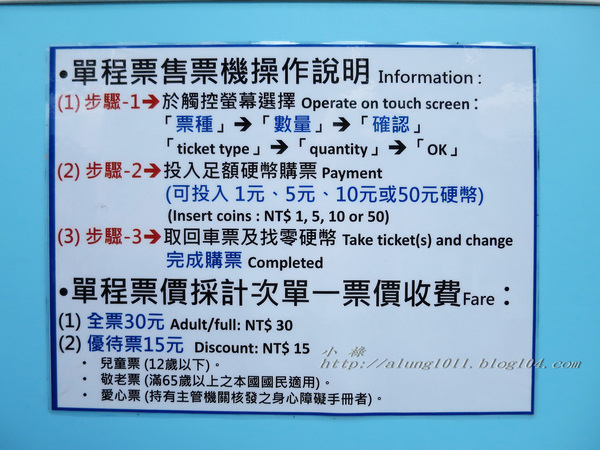 •單程票售票機操作說明 Information :
(1) 步驟-1➔於觸控螢幕選擇 Operate on touch screen :
「票種」➔「數量」➔「確認」
「ticket type」➔「quantity」➔「OK」
(2) 步驟-2➔投入足額硬幣購票 Payment
(可投入 1元、5元、10元或50元硬幣)
(Insert coins : NT$ 1, 5, 10 or 50)
(3) 步驟-3➔取回車票及找零硬幣 Take ticket(s) and change
完成購票 Completed
•單程票價採計次單一票價收費Fare：
(1) 全票30元 Adult/full: NT$ 30
(2) 優待票15元 Discount: NT$ 15
• 兒童票 (12歲以下)。
• 敬老票 (滿65歲以上之本國國民適用)。
• 愛心票 (持有主管機關核發之身心障礙手冊者)。
小祿
http://alung1011.blog104.com